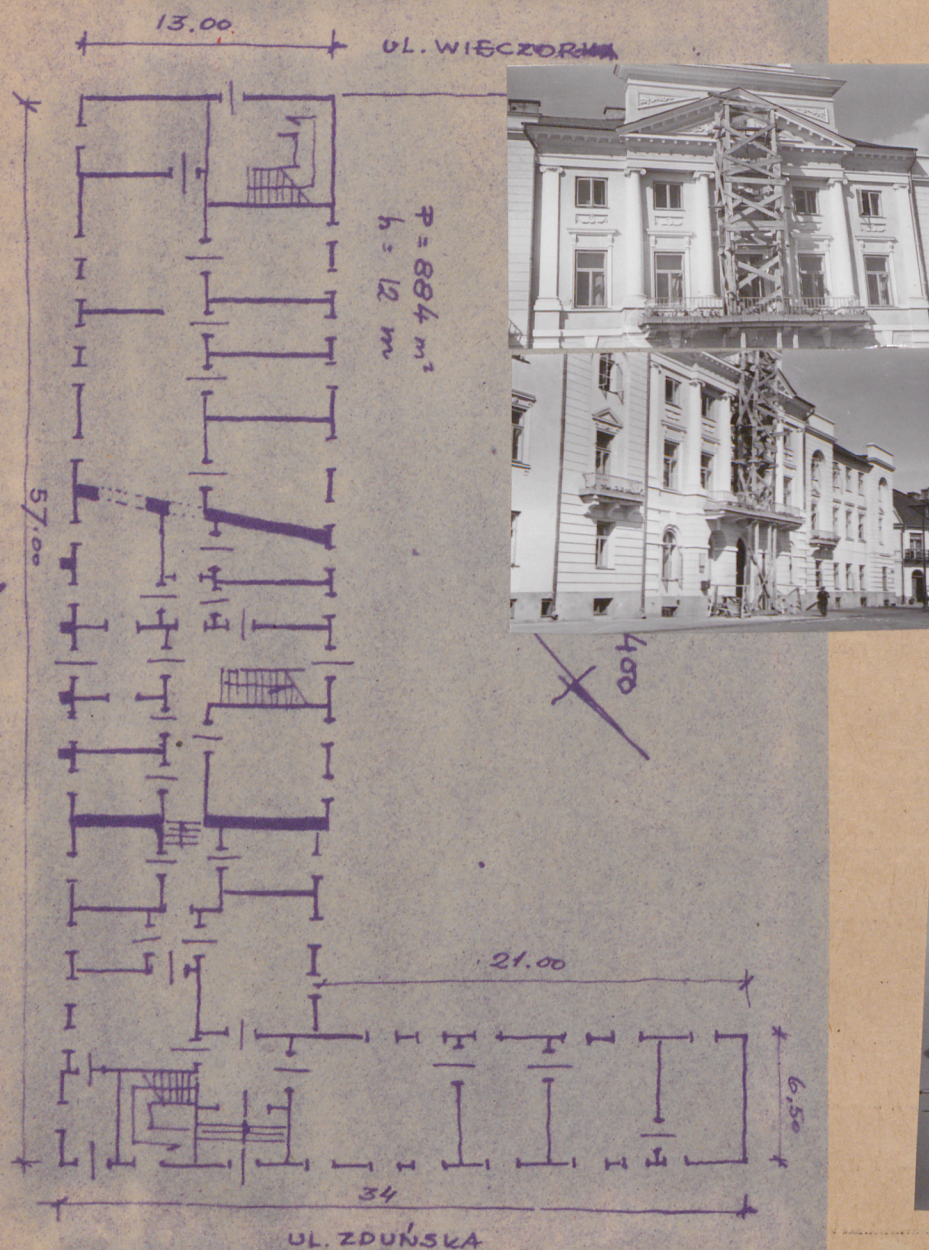 13.00
UL. WIECZORKA
P = 884 m²
h = 12 m
57.00
400
21.00
6,50
34
UL. ZDUŃSKA